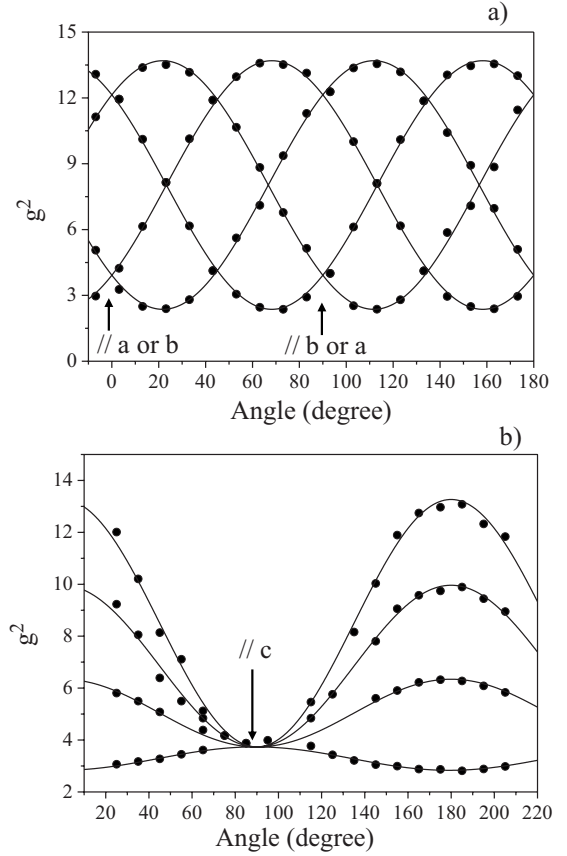 a)
15
12
9
6
3
0
g²
// a or b
// b or a
0 20 40 60 80 100 120 140 160 180
Angle (degree)
b)
14
12
10
8
6
4
2
g²
// c
20 40 60 80 100 120 140 160 180 200 220
Angle (degree)